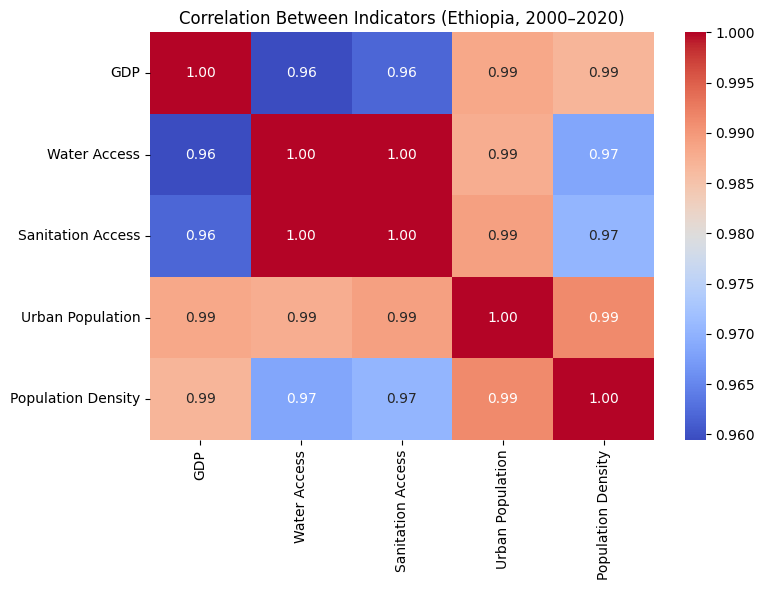 Correlation Between Indicators (Ethiopia, 2000–2020)
GDP 1.00 0.96 0.96 0.99 0.99
Water Access 0.96 1.00 1.00 0.99 0.97
Sanitation Access 0.96 1.00 1.00 0.99 0.97
Urban Population 0.99 0.99 0.99 1.00 0.99
Population Density 0.99 0.97 0.97 0.99 1.00
GDP
Water Access
Sanitation Access
Urban Population
Population Density
1.000
0.995
0.990
0.985
0.980
0.975
0.970
0.965
0.960